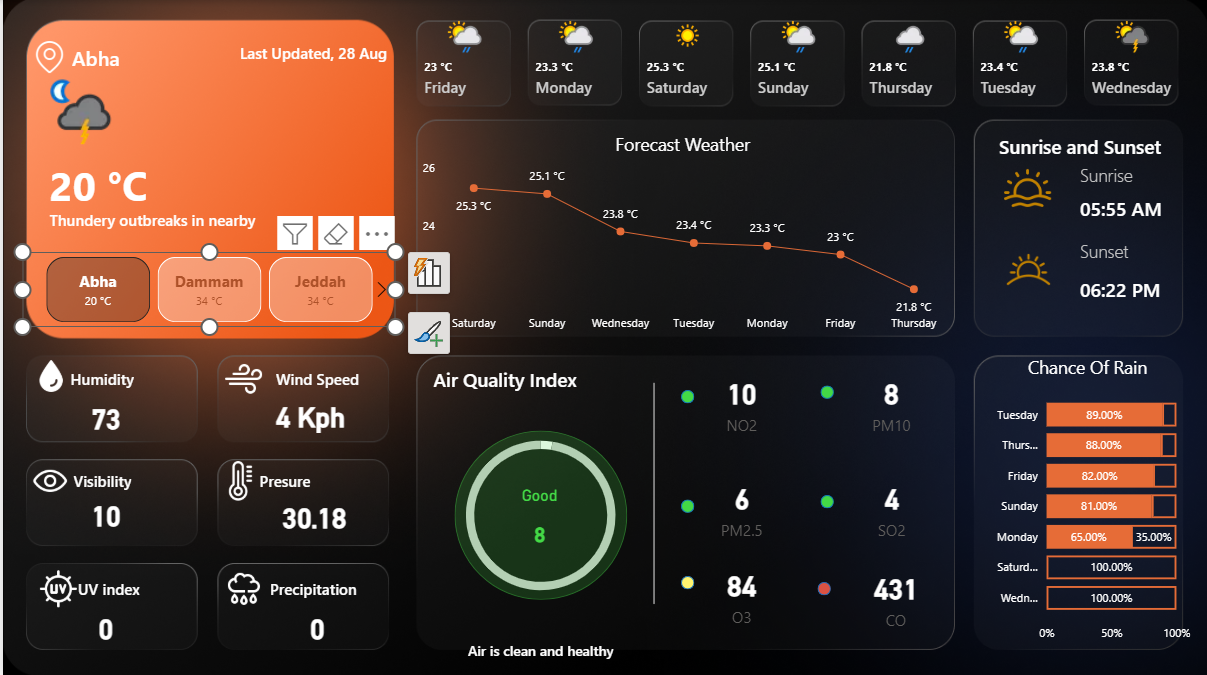 Abha
Last Updated, 28 Aug
20 °C
Thundery outbreaks in nearby
Abha
20 °C
Dammam
34 °C
Jeddah
34 °C
23 °C
Friday
23.3 °C
Monday
25.3 °C
Saturday
25.1 °C
Sunday
21.8 °C
Thursday
23.4 °C
Tuesday
23.8 °C
Wednesday
Forecast Weather
26
24
25.3 °C
25.1 °C
23.8 °C
23.4 °C
23.3 °C
23 °C
21.8 °C
Saturday
Sunday
Wednesday
Tuesday
Monday
Friday
Thursday
Sunrise and Sunset
Sunrise
05:55 AM
Sunset
06:22 PM
Humidity
73
Wind Speed
4 Kph
Visibility
10
Presure
30.18
UV
UV index
0
Precipitation
0
Air Quality Index
Good
8
Air is clean and healthy
10
NO2
8
PM10
6
PM2.5
4
SO2
84
O3
431
CO
Chance Of Rain
Tuesday 89.00%
Thurs... 88.00%
Friday 82.00%
Sunday 81.00%
Monday 65.00% 35.00%
Saturd... 100.00%
Wedn... 100.00%
0% 50% 100%